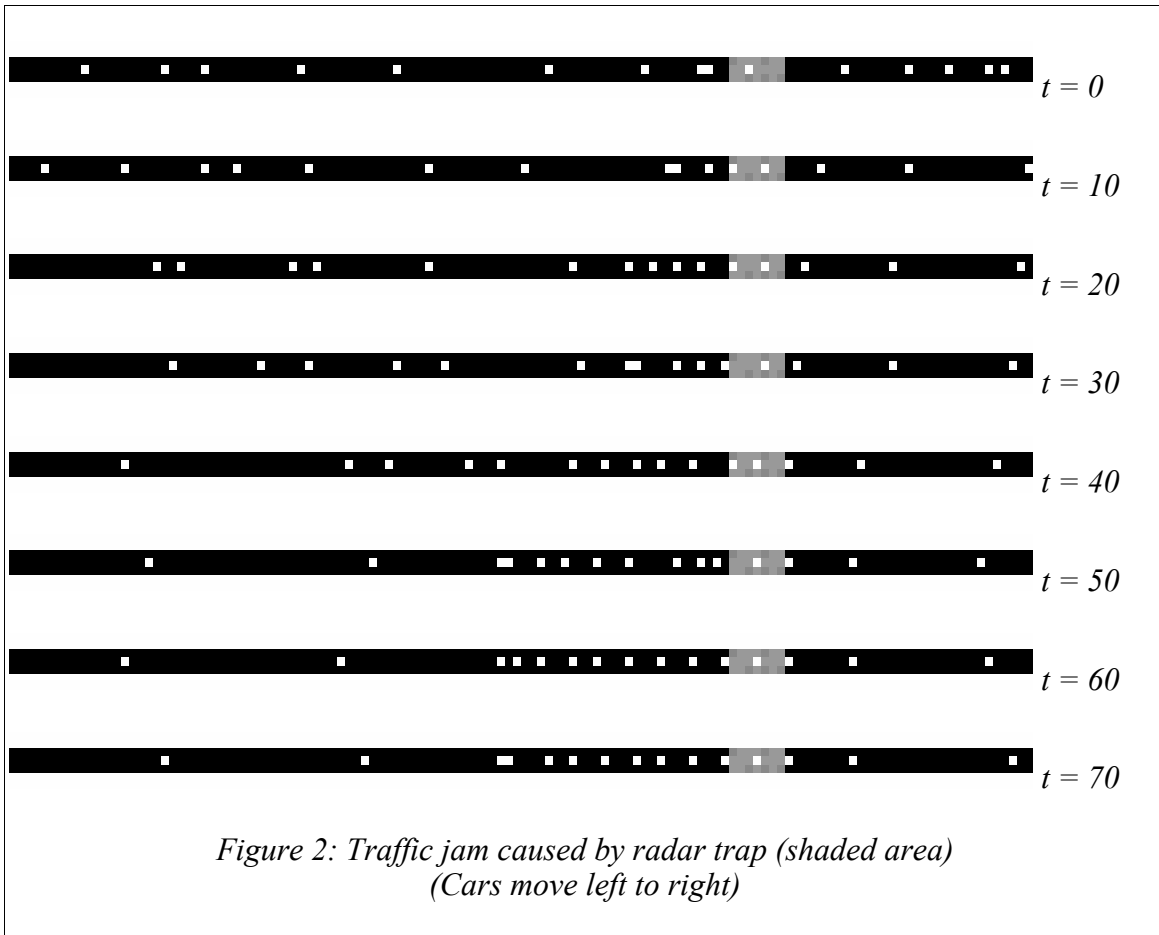 t = 0
t = 10
t = 20
t = 30
t = 40
t = 50
t = 60
t = 70
Figure 2: Traffic jam caused by radar trap (shaded area)
(Cars move left to right)